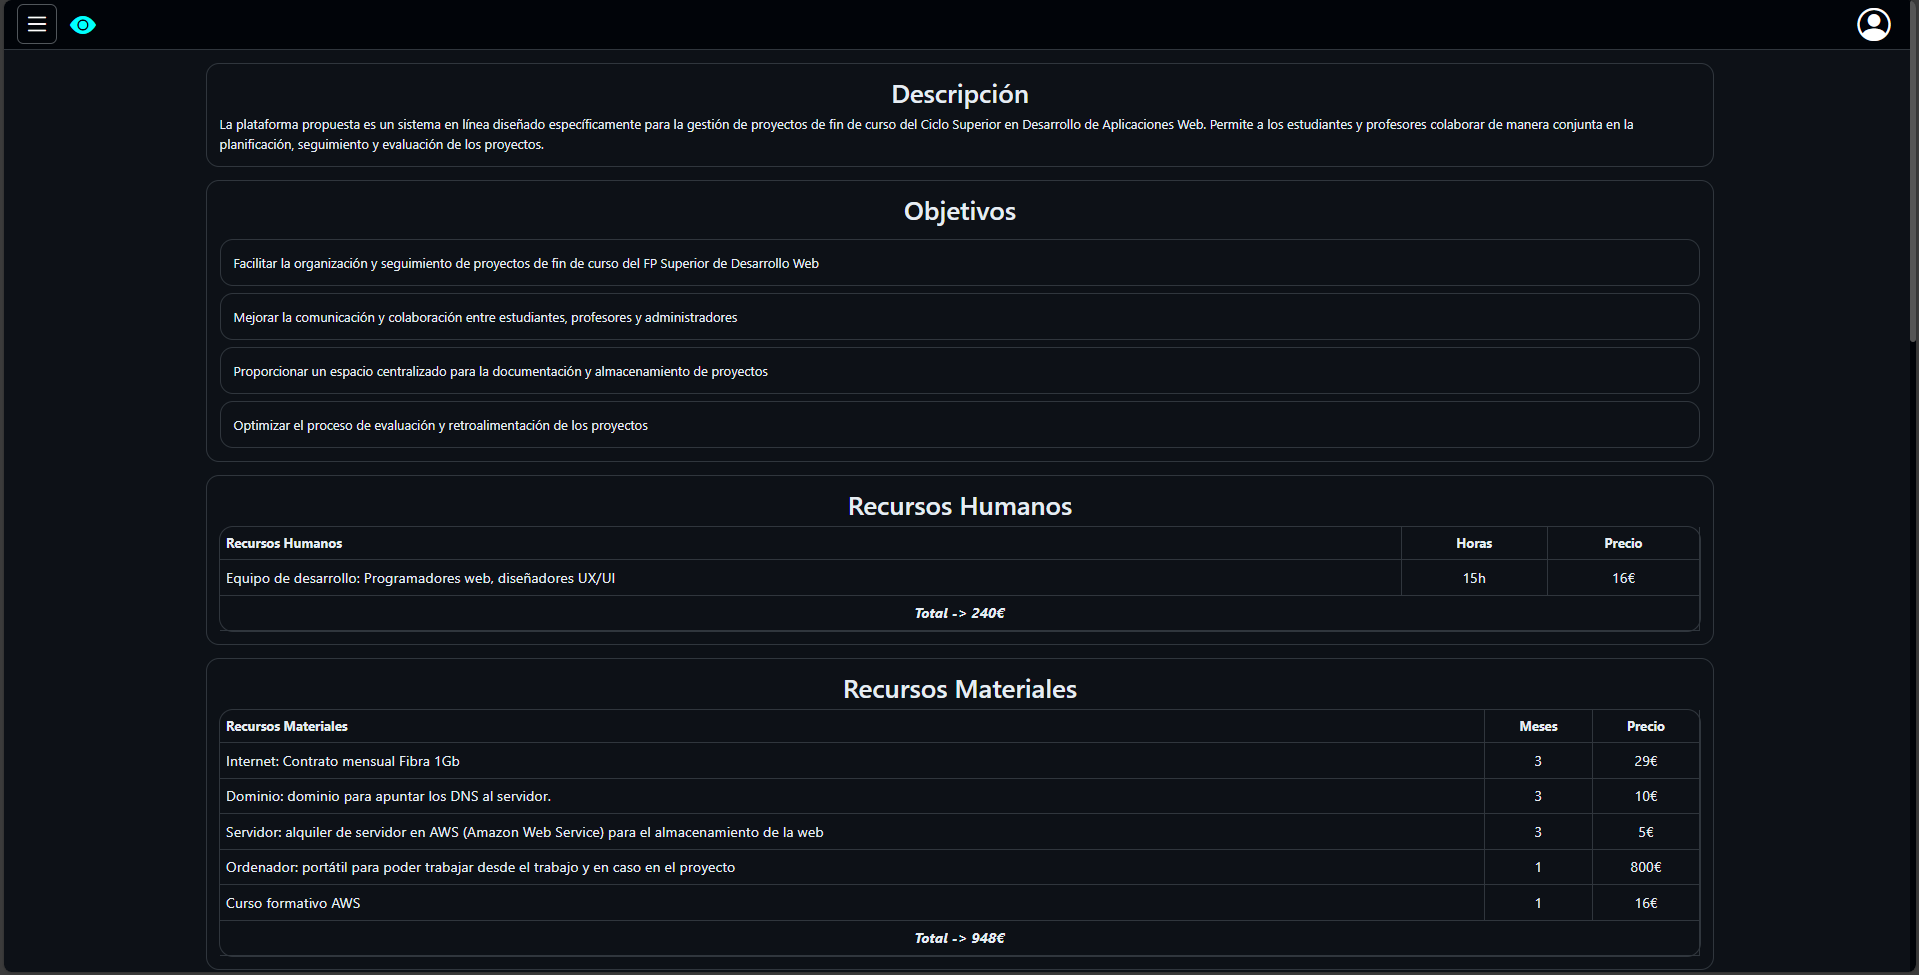 Descripción
La plataforma propuesta es un sistema en línea diseñado específicamente para la gestión de proyectos de fin de curso del Ciclo Superior en Desarrollo de Aplicaciones Web. Permite a los estudiantes y profesores colaborar de manera conjunta en la
planificación, seguimiento y evaluación de los proyectos.
Objetivos
Facilitar la organización y seguimiento de proyectos de fin de curso del FP Superior de Desarrollo Web
Mejorar la comunicación y colaboración entre estudiantes, profesores y administradores
Proporcionar un espacio centralizado para la documentación y almacenamiento de proyectos
Optimizar el proceso de evaluación y retroalimentación de los proyectos
Recursos Humanos
Recursos Humanos Horas Precio
Equipo de desarrollo: Programadores web, diseñadores UX/UI 15h 16€
Total -> 240€
Recursos Materiales
Recursos Materiales Meses Precio
Internet: Contrato mensual Fibra 1Gb 3 29€
Dominio: dominio para apuntar los DNS al servidor. 3 10€
Servidor: alquiler de servidor en AWS (Amazon Web Service) para el almacenamiento de la web 3 5€
Ordenador: portátil para poder trabajar desde el trabajo y en caso en el proyecto 1 800€
Curso formativo AWS 1 16€
Total -> 948€